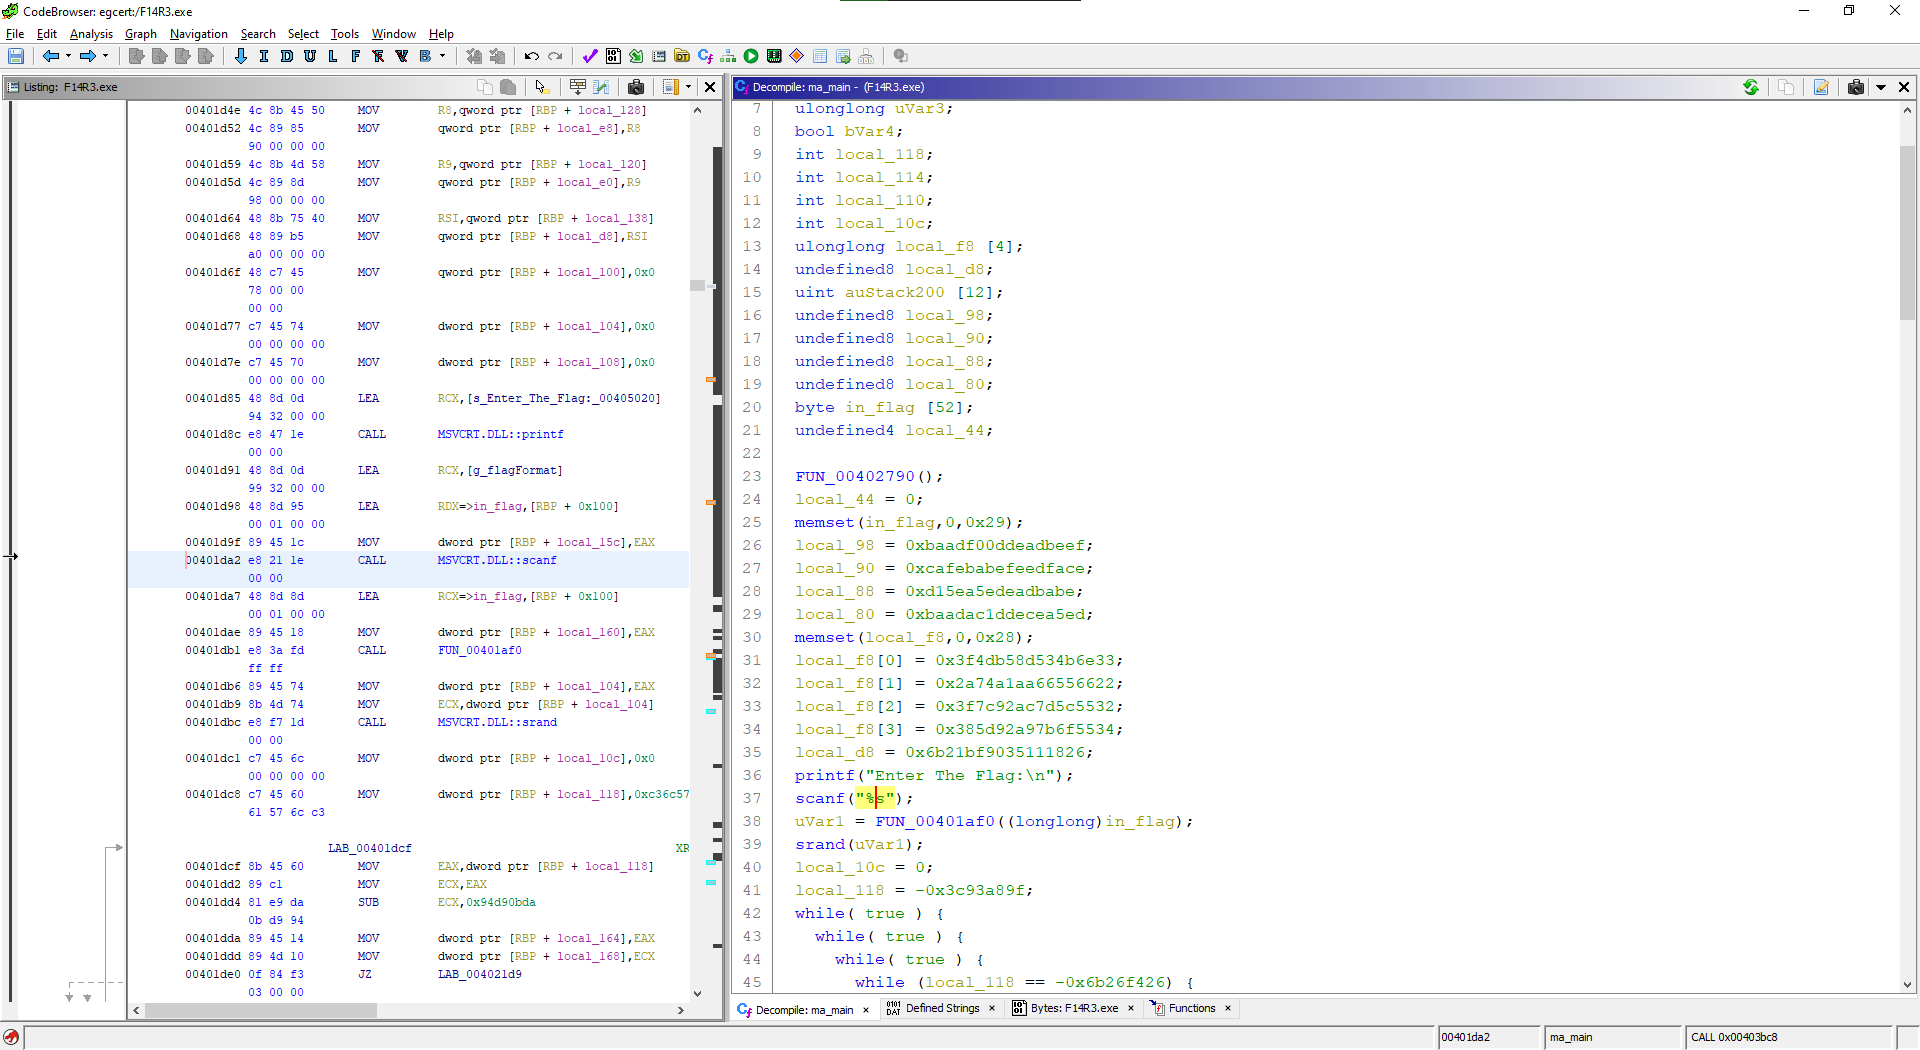 CodeBrowser: egcert:/F14R3.exe
File Edit Analysis Graph Navigation Search Select Tools Window Help
I D U L F B
Listing: F14R3.exe
00401d4e 4c 8b 45 50 MOV R8,qword ptr [RBP + local_128]
00401d52 4c 89 85 MOV qword ptr [RBP + local_e8],R8
90 00 00 00
00401d59 4c 8b 4d 58 MOV R9,qword ptr [RBP + local_120]
00401d5d 4c 89 8d MOV qword ptr [RBP + local_e0],R9
98 00 00 00
00401d64 48 8b 75 40 MOV RSI,qword ptr [RBP + local_138]
00401d68 48 89 b5 MOV qword ptr [RBP + local_d8],RSI
a0 00 00 00
00401d6f 48 c7 45 MOV qword ptr [RBP + local_100],0x0
78 00 00
00 00
00401d77 c7 45 74 MOV dword ptr [RBP + local_104],0x0
00 00 00 00
00401d7e c7 45 70 MOV dword ptr [RBP + local_108],0x0
00 00 00 00
00401d85 48 8d 0d LEA RCX,[s_Enter_The_Flag:_00405020]
94 32 00 00
00401d8c e8 47 1e CALL MSVCRT.DLL::printf
00 00
00401d91 48 8d 0d LEA RCX,[g_flagFormat]
99 32 00 00
00401d98 48 8d 95 LEA RDX=>in_flag,[RBP + 0x100]
00 01 00 00
00401d9f 89 45 1c MOV dword ptr [RBP + local_15c],EAX
00401da2 e8 21 1e CALL MSVCRT.DLL::scanf
00 00
00401da7 48 8d 8d LEA RCX=>in_flag,[RBP + 0x100]
00 01 00 00
00401dae 89 45 18 MOV dword ptr [RBP + local_160],EAX
00401db1 e8 3a fd CALL FUN_00401af0
ff ff
00401db6 89 45 74 MOV dword ptr [RBP + local_104],EAX
00401db9 8b 4d 74 MOV ECX,dword ptr [RBP + local_104]
00401dbc e8 f7 1d CALL MSVCRT.DLL::srand
00 00
00401dc1 c7 45 6c MOV dword ptr [RBP + local_10c],0x0
00 00 00 00
00401dc8 c7 45 60 MOV dword ptr [RBP + local_118],0xc36c57
61 57 6c c3
LAB_00401dcf XR
00401dcf 8b 45 60 MOV EAX,dword ptr [RBP + local_118]
00401dd2 89 c1 MOV ECX,EAX
00401dd4 81 e9 da SUB ECX,0x94d90bda
0b d9 94
00401dda 89 45 14 MOV dword ptr [RBP + local_164],EAX
00401ddd 89 4d 10 MOV dword ptr [RBP + local_168],ECX
00401de0 0f 84 f3 JZ LAB_004021d9
03 00 00
Decompile: ma_main - (F14R3.exe)
7 ulonglong uVar3;
8 bool bVar4;
9 int local_118;
10 int local_114;
11 int local_110;
12 int local_10c;
13 ulonglong local_f8 [4];
14 undefined8 local_d8;
15 uint auStack200 [12];
16 undefined8 local_98;
17 undefined8 local_90;
18 undefined8 local_88;
19 undefined8 local_80;
20 byte in_flag [52];
21 undefined4 local_44;
22
23 FUN_00402790();
24 local_44 = 0;
25 memset(in_flag,0,0x29);
26 local_98 = 0xbaadf00ddeadbeef;
27 local_90 = 0xcafebabefeedface;
28 local_88 = 0xd15ea5edeadbabe;
29 local_80 = 0xbaadac1ddecea5ed;
30 memset(local_f8,0,0x28);
31 local_f8[0] = 0x3f4db58d534b6e33;
32 local_f8[1] = 0x2a74a1aa66556622;
33 local_f8[2] = 0x3f7c92ac7d5c5532;
34 local_f8[3] = 0x385d92a97b6f5534;
35 local_d8 = 0x6b21bf9035111826;
36 printf("Enter The Flag:\n");
37 scanf("%s");
38 uVar1 = FUN_00401af0((longlong)in_flag);
39 srand(uVar1);
40 local_10c = 0;
41 local_118 = -0x3c93a89f;
42 while( true ) {
43 while( true ) {
44 while( true ) {
45 while (local_118 == -0x6b26f426) {
Decompile: ma_main × Defined Strings × Bytes: F14R3.exe × Functions ×
00401da2 ma_main CALL 0x00403bc8